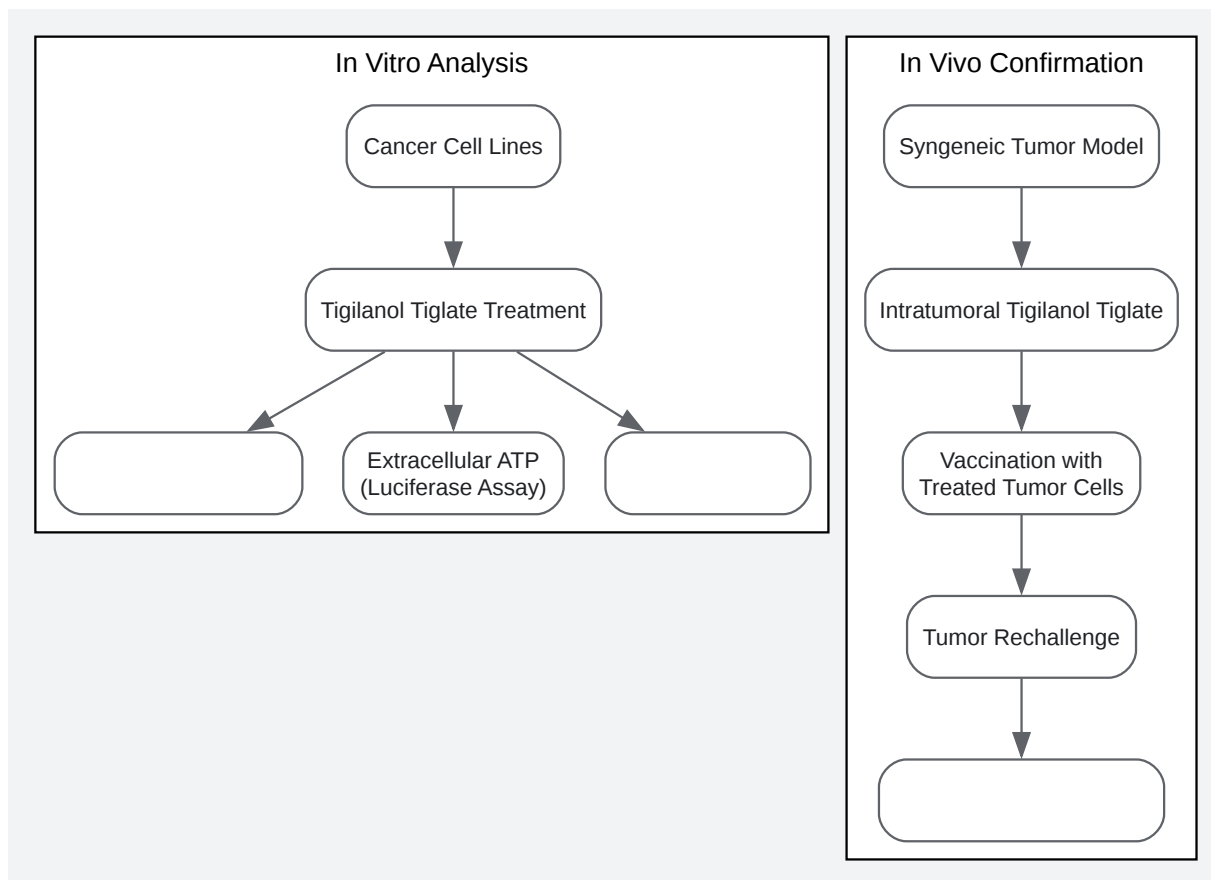 In Vitro Analysis
Cancer Cell Lines
Tigilanol Tiglate Treatment
Extracellular ATP
(Luciferase Assay)
In Vivo Confirmation
Syngeneic Tumor Model
Intratumoral Tigilanol Tiglate
Vaccination with
Treated Tumor Cells
Tumor Rechallenge